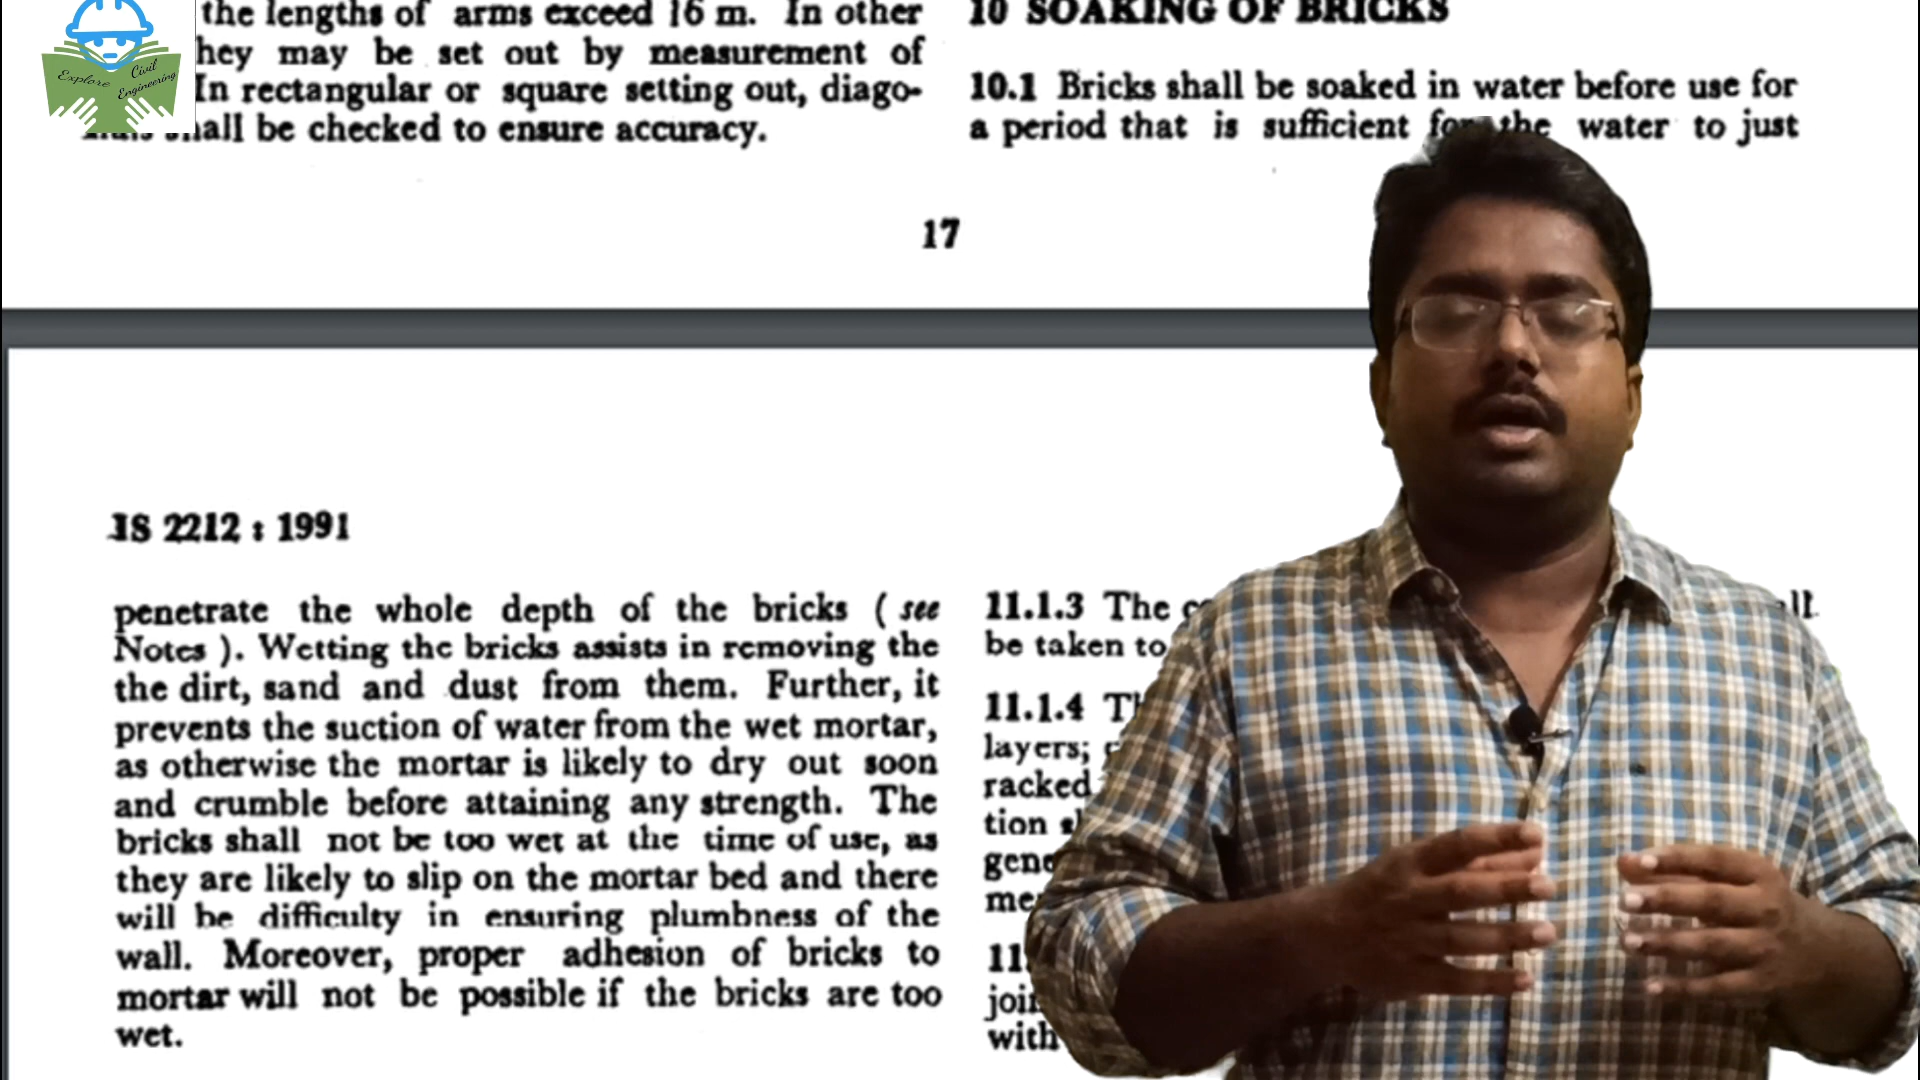 Explore Civil
Engineering
the lengths of arms exceed 16 m. In other
hey may be set out by measurement of
In rectangular or square setting out, diago-
shall be checked to ensure accuracy.
10 SOAKING OF BRICKS
10.1 Bricks shall be soaked in water before use for
a period that is sufficient for the water to just
17
IS 2212 : 1991
penetrate the whole depth of the bricks ( see
Notes ). Wetting the bricks assists in removing the
the dirt, sand and dust from them. Further, it
prevents the suction of water from the wet mortar,
as otherwise the mortar is likely to dry out soon
and crumble before attaining any strength. The
bricks shall not be too wet at the time of use, as
they are likely to slip on the mortar bed and there
will be difficulty in ensuring plumbness of the
wall. Moreover, proper adhesion of bricks to
mortar will not be possible if the bricks are too
wet.
11.1.3 The
be taken to
11.1.4
layers;
racked
tion
gene
me
11
join
with